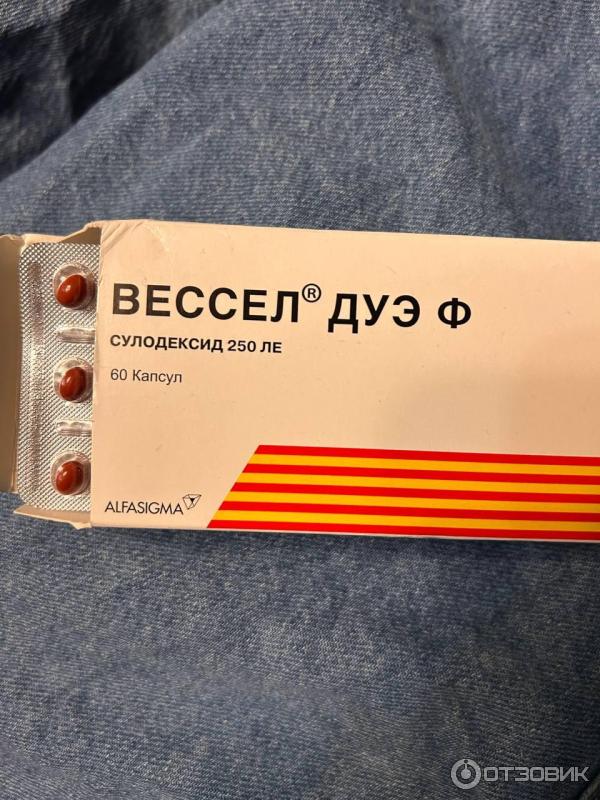 ВЕССЕЛ® ДУЭ Ф
СУЛОДЕКСИД 250 ЛЕ
60 Капсул
ALFASIGMA
ОТЗОВИК